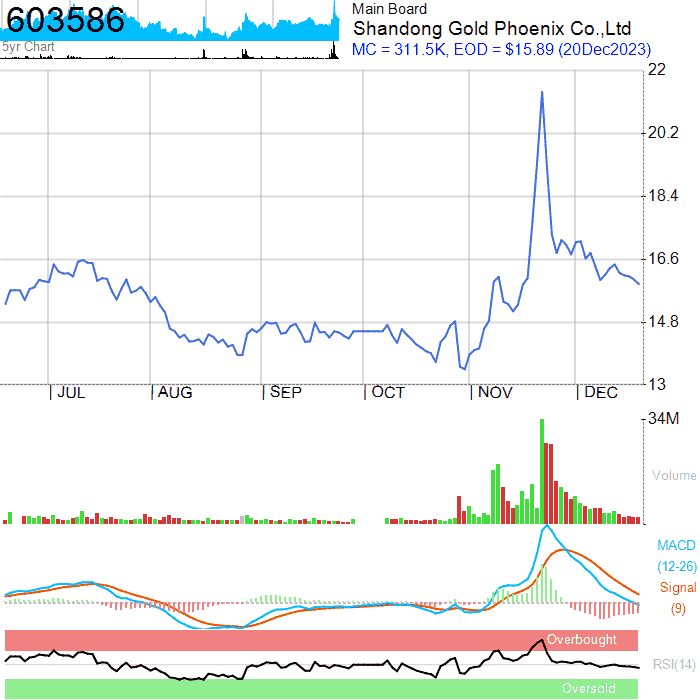 603586
5yr Chart
Main Board
Shandong Gold Phoenix Co.,Ltd
MC = 311.5K, EOD = $15.89 (20Dec2023)
22
20.2
18.4
16.6
14.8
13
JUL AUG SEP OCT NOV DEC
34M
Volume
MACD
(12-26)
Signal
(9)
Overbought
RSI(14)
Oversold